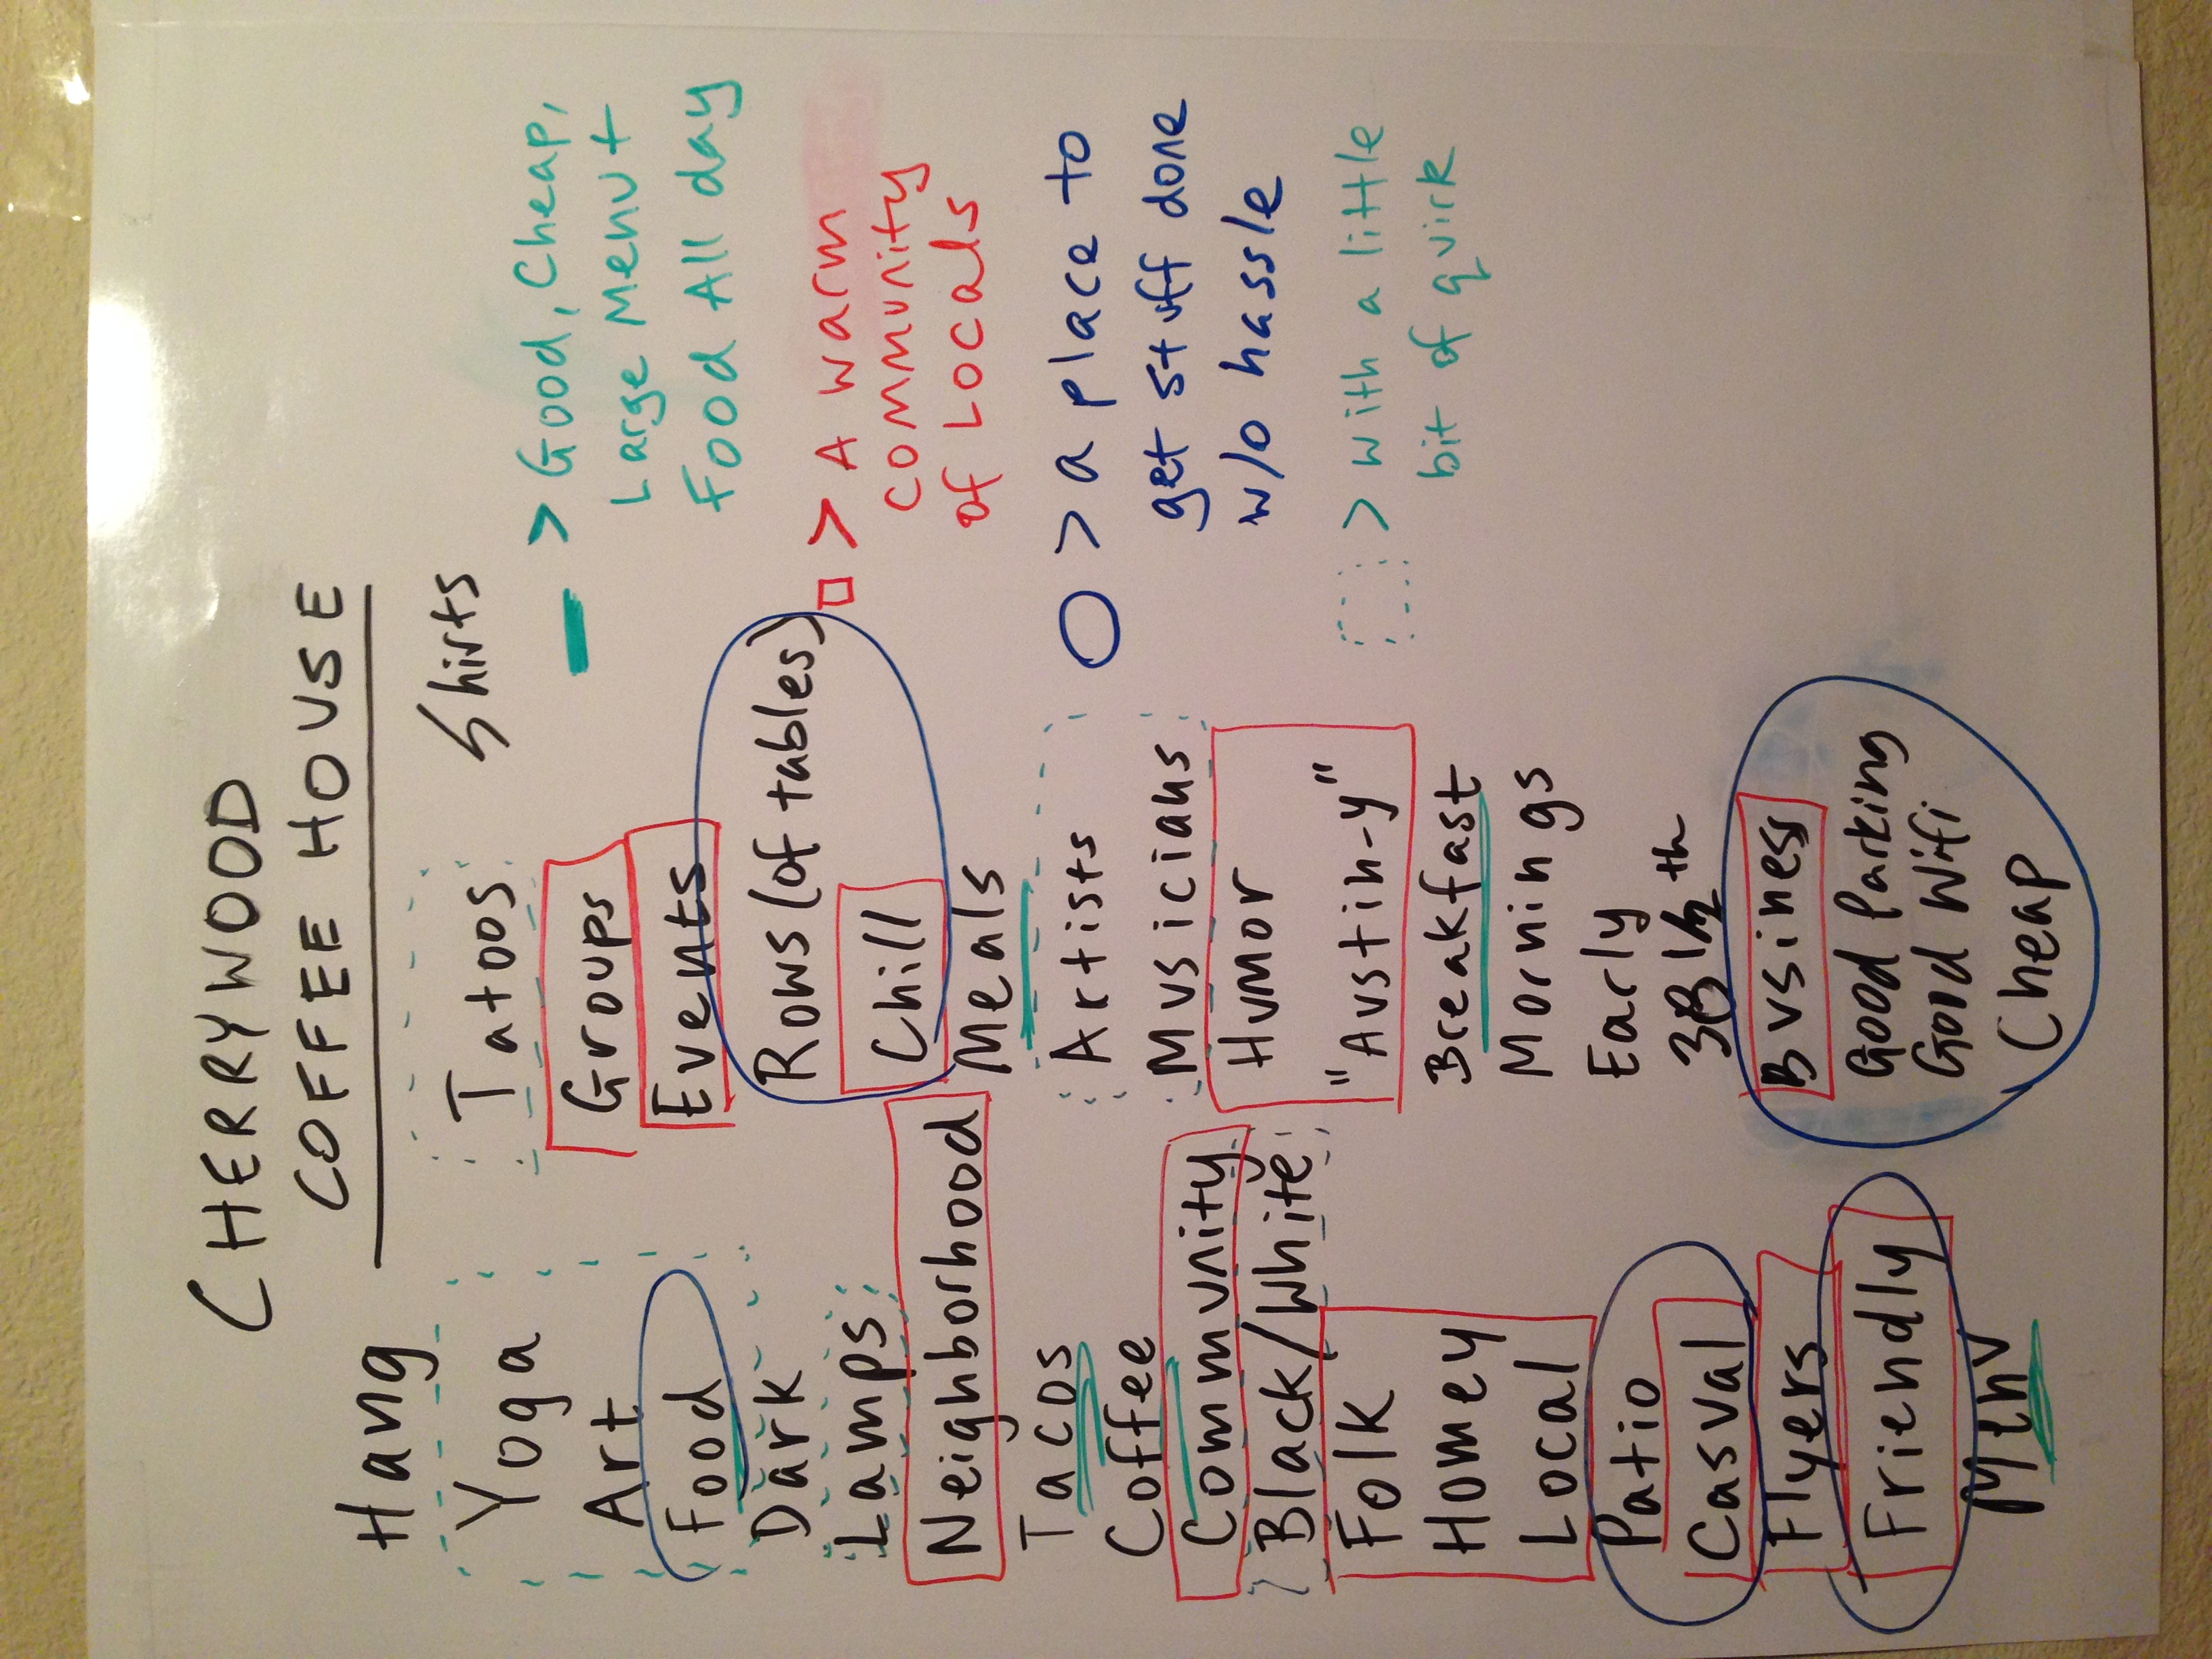 CHERRYWOOD
COFFEE HOUSE
Hang
Yoga
Art
Food
Dark
Lamps
Neighborhood
Tacos
Coffee
Community
Black/White
Folk
Homey
Local
Patio
Casual
Flyers
Friendly
Menu
Tatoos
Groups
Events
Rows (of tables)
Chill
Meals
Artists
Musicians
Humor
"Austin-y"
Breakfast
Mornings
Early
38 1/2 th
Business
Good Parking
Good Wifi
Cheap
Shirts
> Good, Cheap,
Large Menu +
Food All day
> A warm
community
of Locals
> a place to
get stuff done
w/o hassle
> with a little
bit of quirk